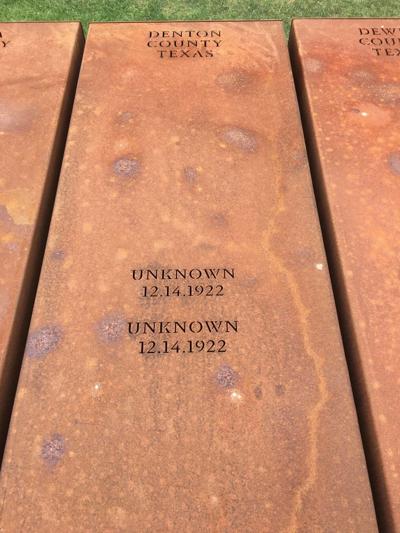 DENTON
COUNTY
TEXAS
UNKNOWN
12.14.1922
UNKNOWN
12.14.1922